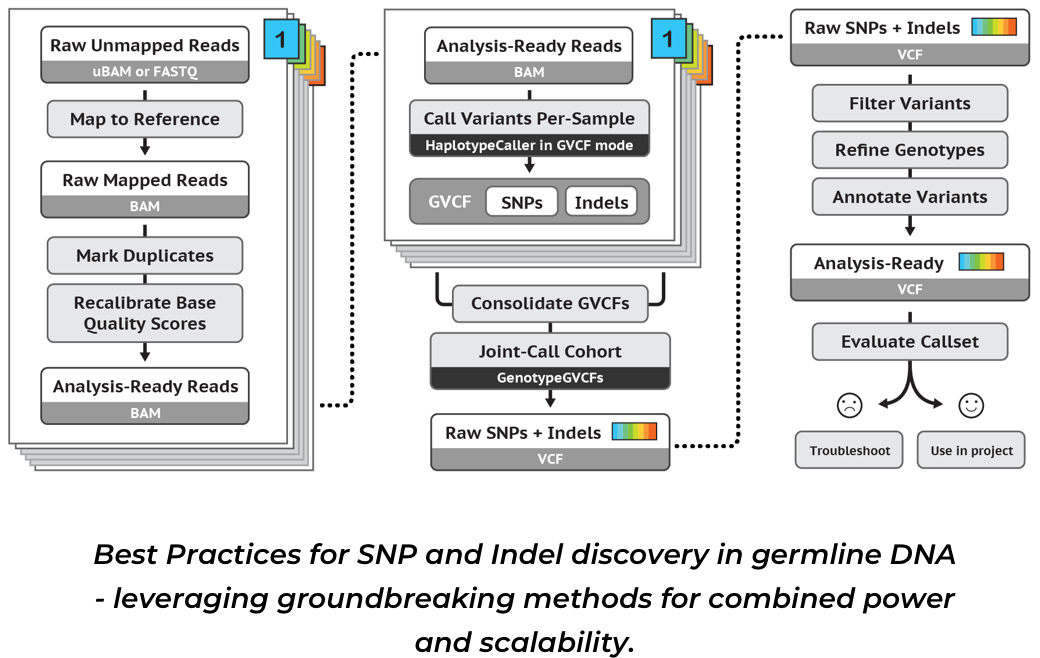 1
Raw Unmapped Reads
uBAM or FASTQ
Map to Reference
Raw Mapped Reads
BAM
Mark Duplicates
Recalibrate Base
Quality Scores
Analysis-Ready Reads
BAM
1
Analysis-Ready Reads
BAM
Call Variants Per-Sample
HaplotypeCaller in GVCF mode
GVCF SNPs Indels
Consolidate GVCFs
Joint-Call Cohort
GenotypeGVCFs
Raw SNPs + Indels
VCF
Raw SNPs + Indels
VCF
Filter Variants
Refine Genotypes
Annotate Variants
Analysis-Ready
VCF
Evaluate Callset
Troubleshoot
Use in project
Best Practices for SNP and Indel discovery in germline DNA
- leveraging groundbreaking methods for combined power
and scalability.